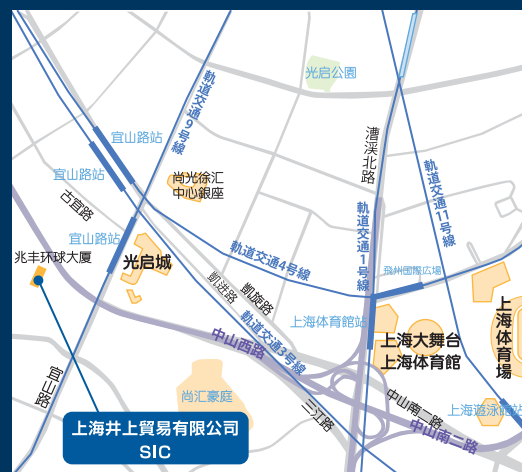 光启公園
軌道交通9号線
宜山路站
漕渓北路
宜山路站
尚光徐汇
中心銀座
軌道交通11号線
古宜路
軌道交通1号線
宜山路站
兆丰环球大厦
光启城
軌道交通4号線
飛州国際広場
凱进路
凱旋路
上海体育館站
上海体育場
中山西路
軌道交通3号線
上海大舞台
上海体育館
宜山路
尚汇豪庭
三江路
中山南二路
上海遊泳館站
中山南二路
上海井上貿易有限公司
SIC